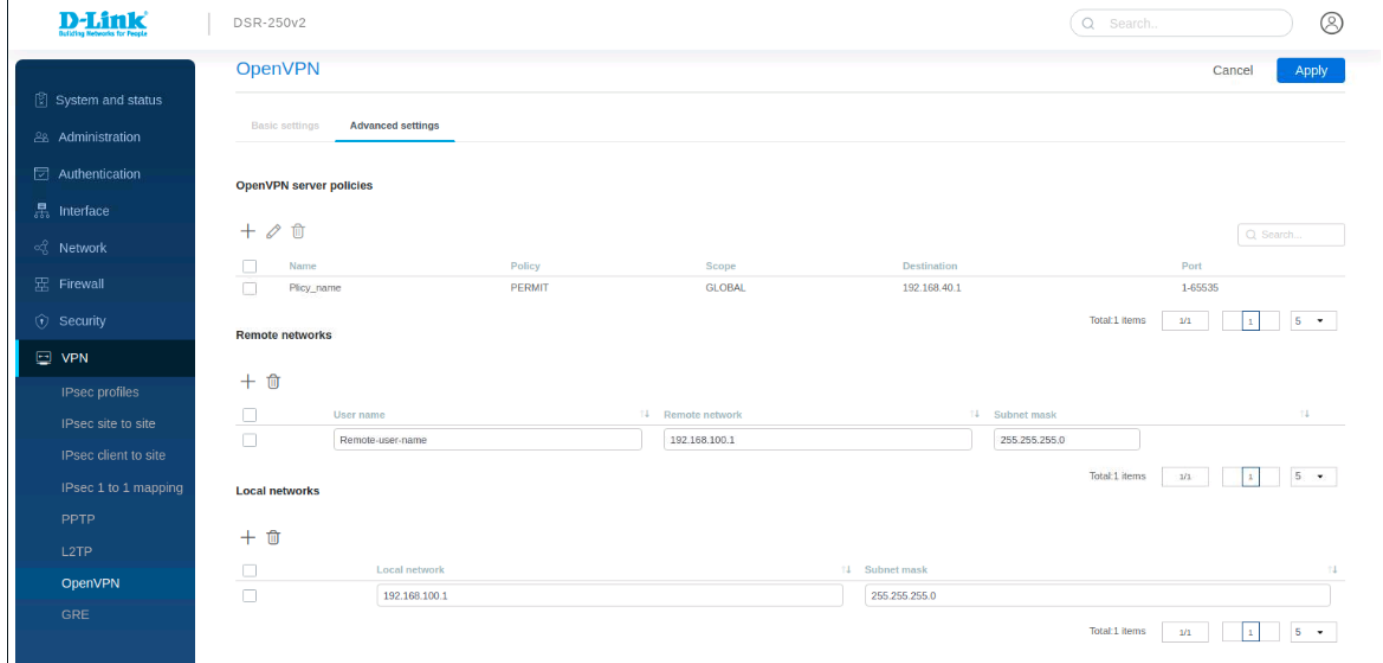 D-Link
Building Networks for People
DSR-250v2
Search..
System and status
Administration
Authentication
Interface
Network
Firewall
Security
VPN
IPsec profiles
IPsec site to site
IPsec client to site
IPsec 1 to 1 mapping
PPTP
L2TP
OpenVPN
GRE
OpenVPN
Cancel
Apply
Basic settings Advanced settings
OpenVPN server policies
Search...
Name Policy Scope Destination Port
Plicy_name PERMIT GLOBAL 192.168.40.1 1-65535
Total:1 items 1/1 1 5
Remote networks
User name Remote network Subnet mask
Remote-user-name 192.168.100.1 255.255.255.0
Total:1 items 1/1 1 5
Local networks
Local network Subnet mask
192.168.100.1 255.255.255.0
Total:1 items 1/1 1 5